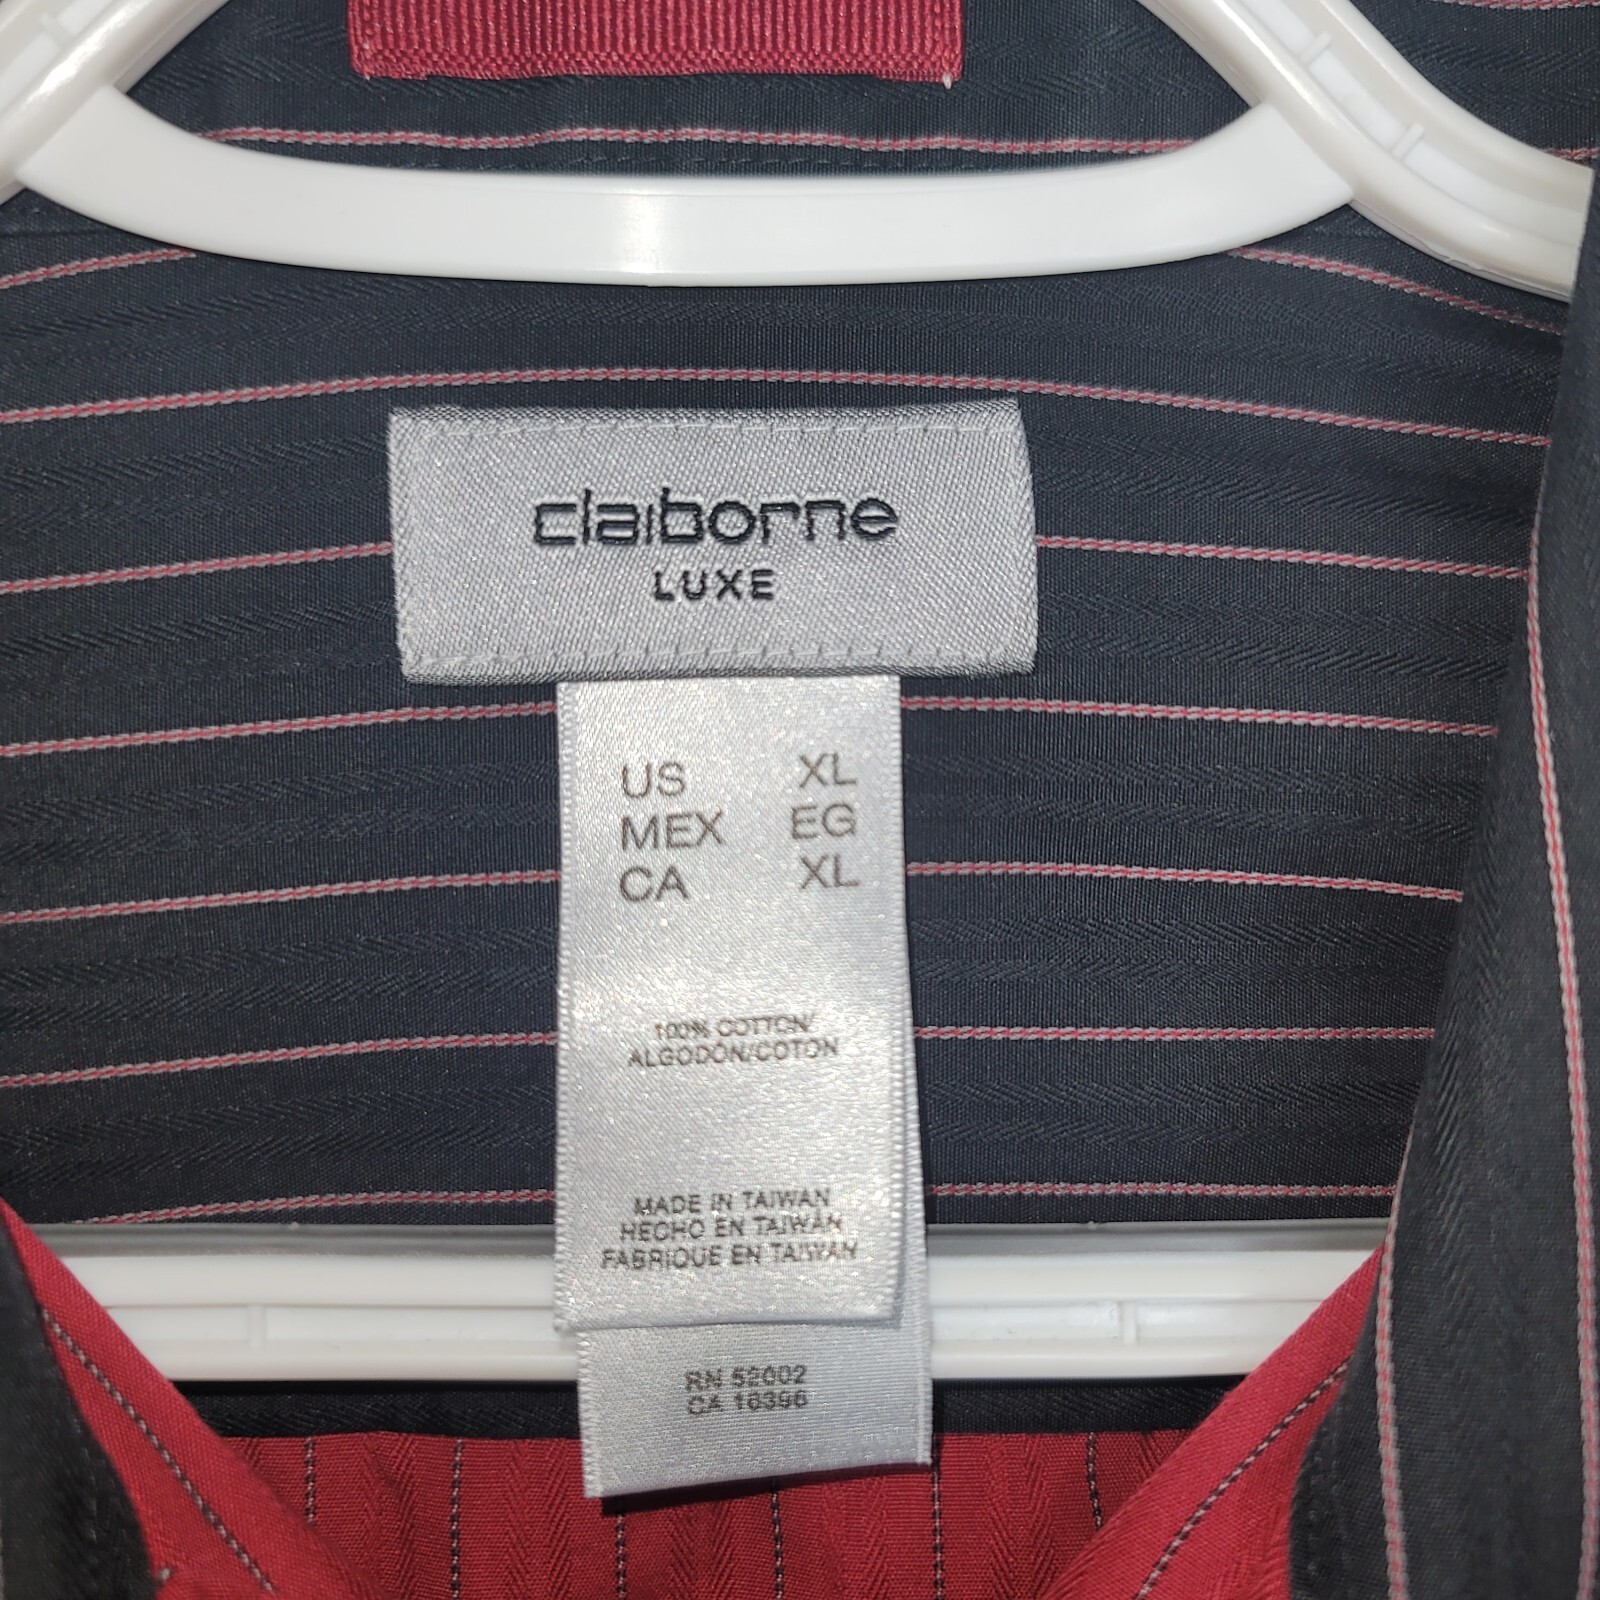 claiborne
LUXE
US XL
MEX EG
CA XL
100% COTTON/
ALGODÓN/COTON
MADE IN TAIWAN
HECHO EN TAIWÁN
FABRIQUE EN TAIWAN
RN 52002
CA 16396